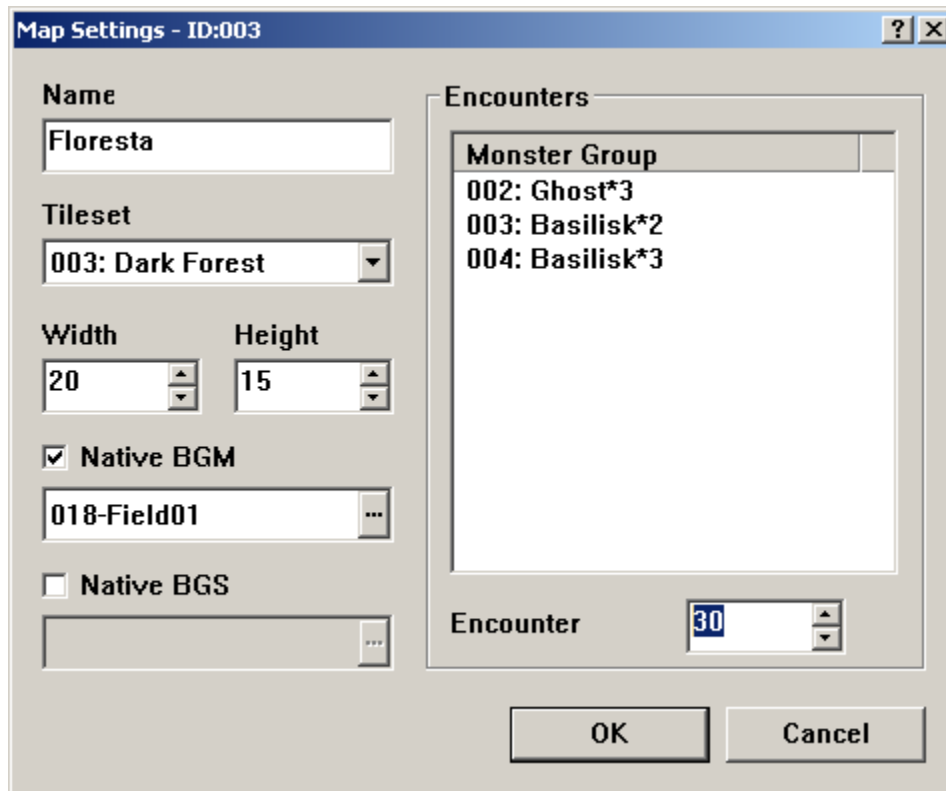 Map Settings - ID:003
Name
Floresta
Tileset
003: Dark Forest
Width Height
20 15
Native BGM
018-Field01
...
Native BGS
...
Encounters
Monster Group
002: Ghost*3
003: Basilisk*2
004: Basilisk*3
Encounter 30
OK Cancel